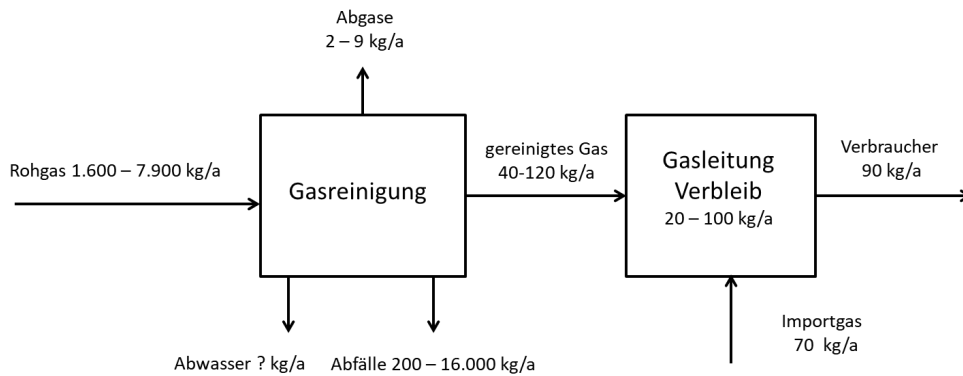 Abgase
2 – 9 kg/a
Rohgas 1.600 – 7.900 kg/a
Gasreinigung
gereinigtes Gas
40-120 kg/a
Gasleitung
Verbleib
20 – 100 kg/a
Verbraucher
90 kg/a
Abwasser ? kg/a
Abfälle 200 – 16.000 kg/a
Importgas
70 kg/a